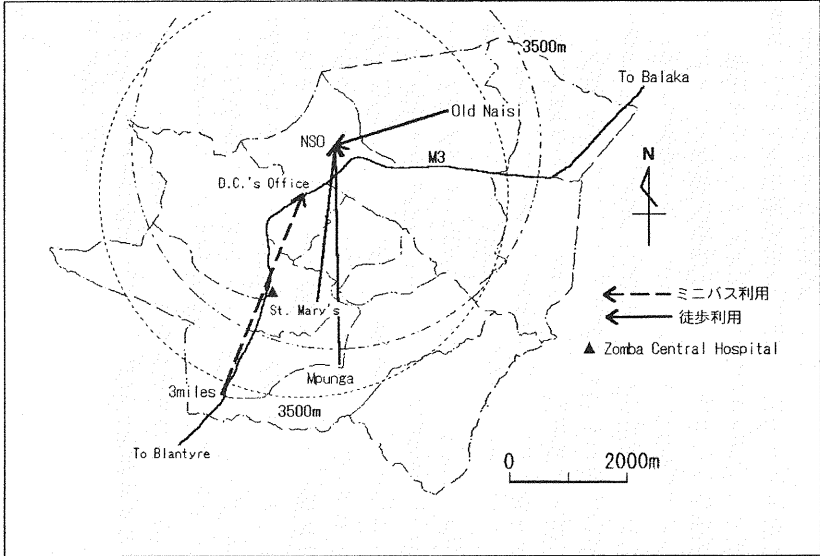 3500m
To Balaka
Old Naisi
NSO
M3
N
D.C.'s Office
ミニバス利用
St. Mary's
徒歩利用
▲ Zomba Central Hospital
Mpunga
3miles
3500m
To Blantyre
0 2000m